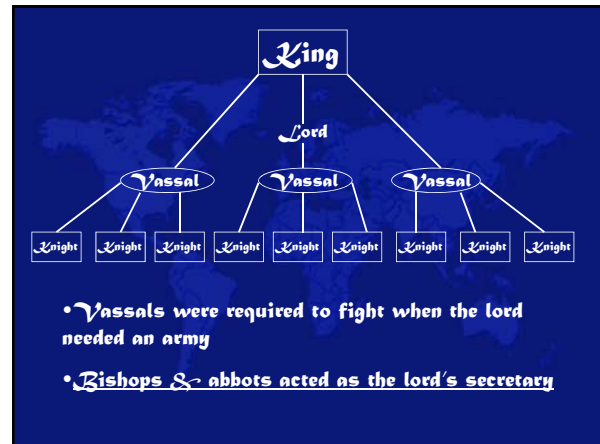 King
Lord
Vassal Vassal Vassal
Knight Knight Knight Knight Knight Knight Knight Knight Knight
•Vassals were required to fight when the lord
needed an army
•Bishops & abbots acted as the lord's secretary